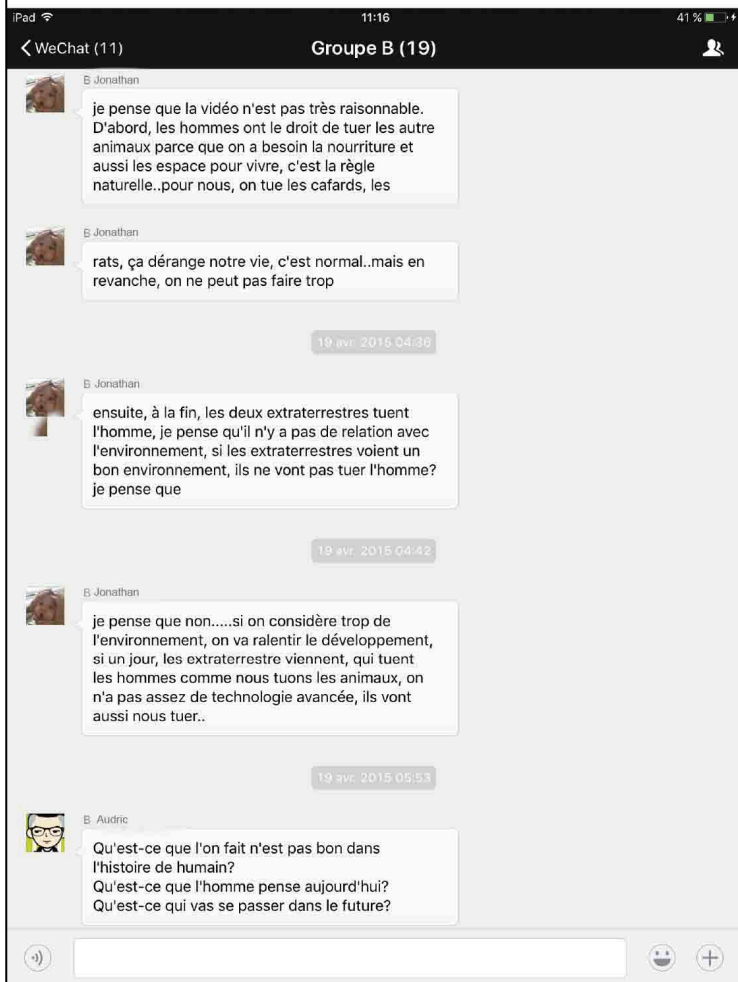 iPad 11:16 41 %
WeChat (11) Groupe B (19)
B Jonathan
je pense que la vidéo n'est pas très raisonnable.
D'abord, les hommes ont le droit de tuer les autre
animaux parce que on a besoin la nourriture et
aussi les espace pour vivre, c'est la règle
naturelle..pour nous, on tue les cafards, les
B Jonathan
rats, ça dérange notre vie, c'est normal..mais en
revanche, on ne peut pas faire trop
19 avr. 2015 04:36
B Jonathan
ensuite, à la fin, les deux extraterrestres tuent
l'homme, je pense qu'il n'y a pas de relation avec
l'environnement, si les extraterrestres voient un
bon environnement, ils ne vont pas tuer l'homme?
je pense que
19 avr. 2015 04:42
B Jonathan
je pense que non.....si on considère trop de
l'environnement, on va ralentir le développement,
si un jour, les extraterrestre viennent, qui tuent
les hommes comme nous tuons les animaux, on
n'a pas assez de technologie avancée, ils vont
aussi nous tuer..
19 avr. 2015 05:53
B Audric
Qu'est-ce que l'on fait n'est pas bon dans
l'histoire de humain?
Qu'est-ce que l'homme pense aujourd'hui?
Qu'est-ce qui vas se passer dans le future?